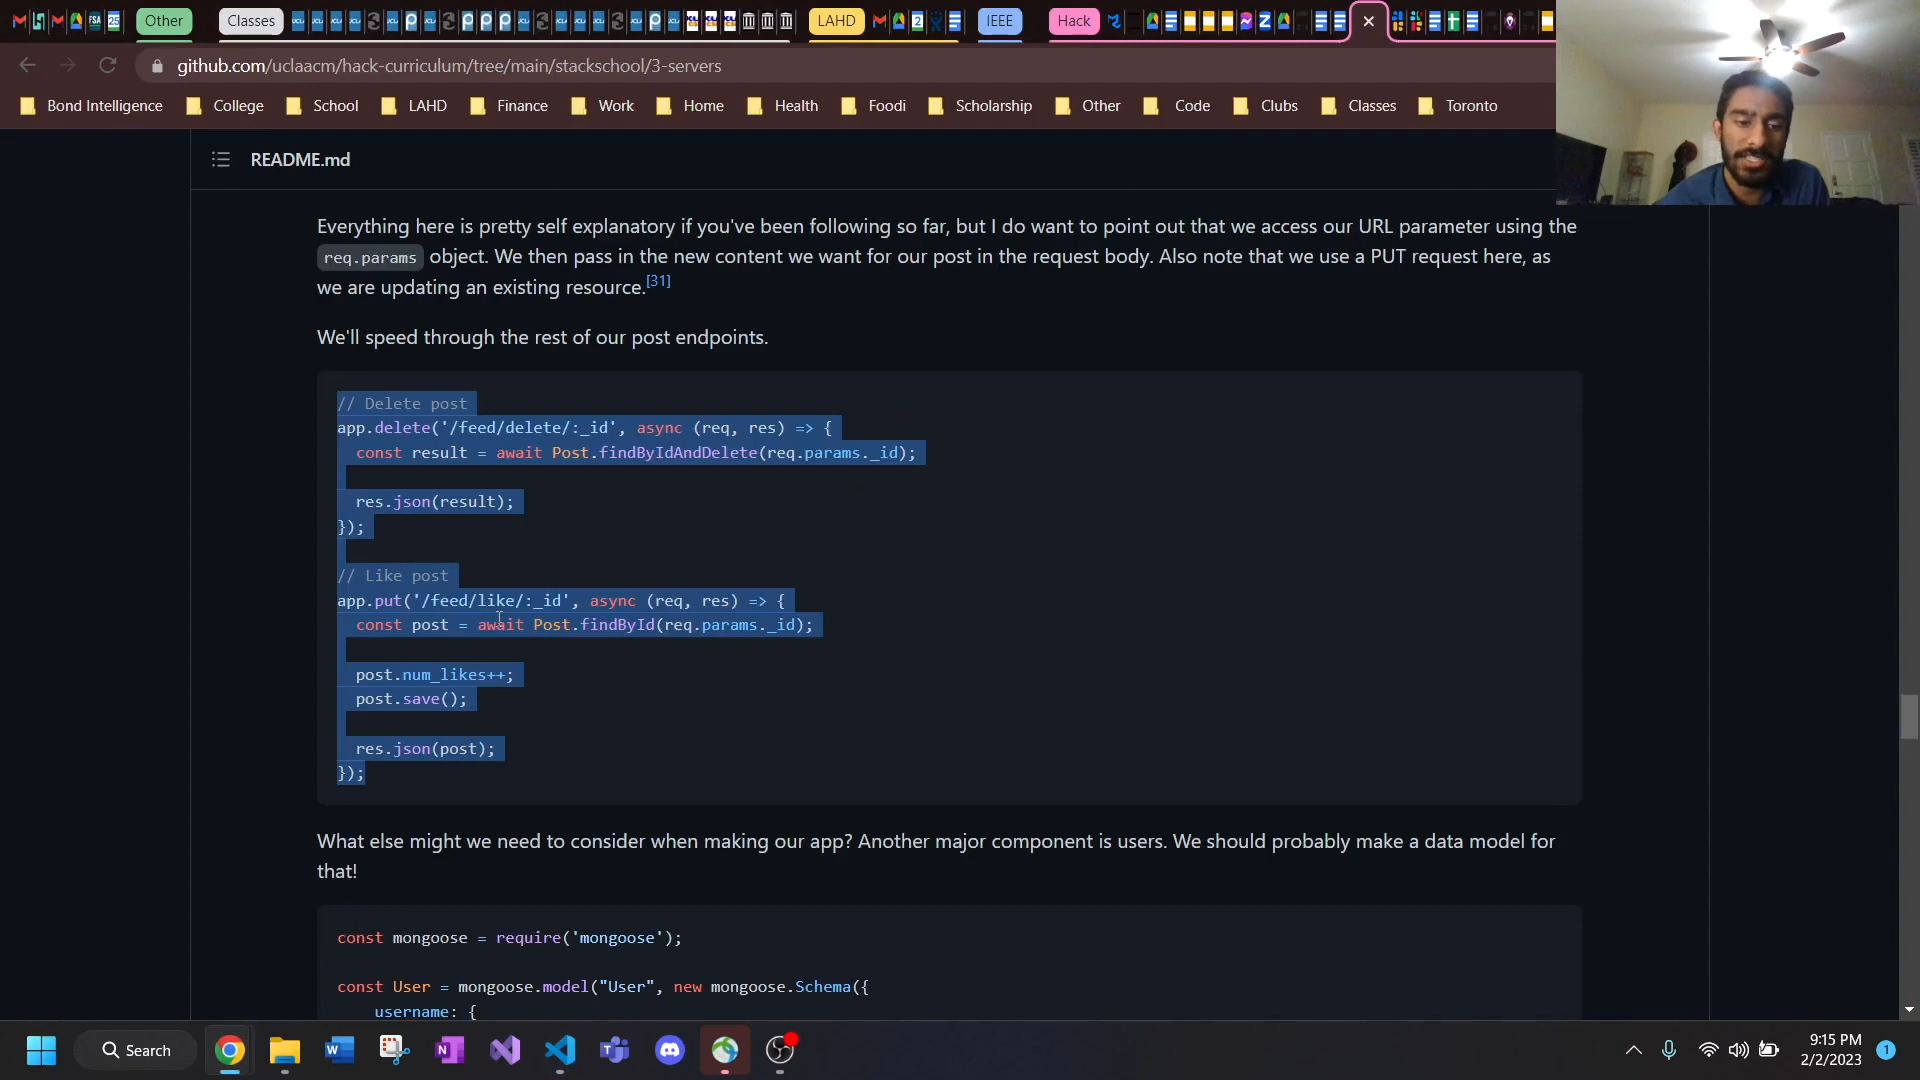 Other
Classes
LAHD
IEEE
Hack
github.com/uclaacm/hack-curriculum/tree/main/stackschool/3-servers
Bond Intelligence College School LAHD Finance Work Home Health Foodi Scholarship Other Code Clubs Classes Toronto
README.md
Everything here is pretty self explanatory if you've been following so far, but I do want to point out that we access our URL parameter using the
req.params object. We then pass in the new content we want for our post in the request body. Also note that we use a PUT request here, as
we are updating an existing resource.[31]
We'll speed through the rest of our post endpoints.
// Delete post
app.delete('/feed/delete/:_id', async (req, res) => {
const result = await Post.findByIdAndDelete(req.params._id);
res.json(result);
});
// Like post
app.put('/feed/like/:_id', async (req, res) => {
const post = await Post.findById(req.params._id);
post.num_likes++;
post.save();
res.json(post);
});
What else might we need to consider when making our app? Another major component is users. We should probably make a data model for
that!
const mongoose = require('mongoose');
const User = mongoose.model("User", new mongoose.Schema({
username: {
Search
9:15 PM
2/2/2023
1